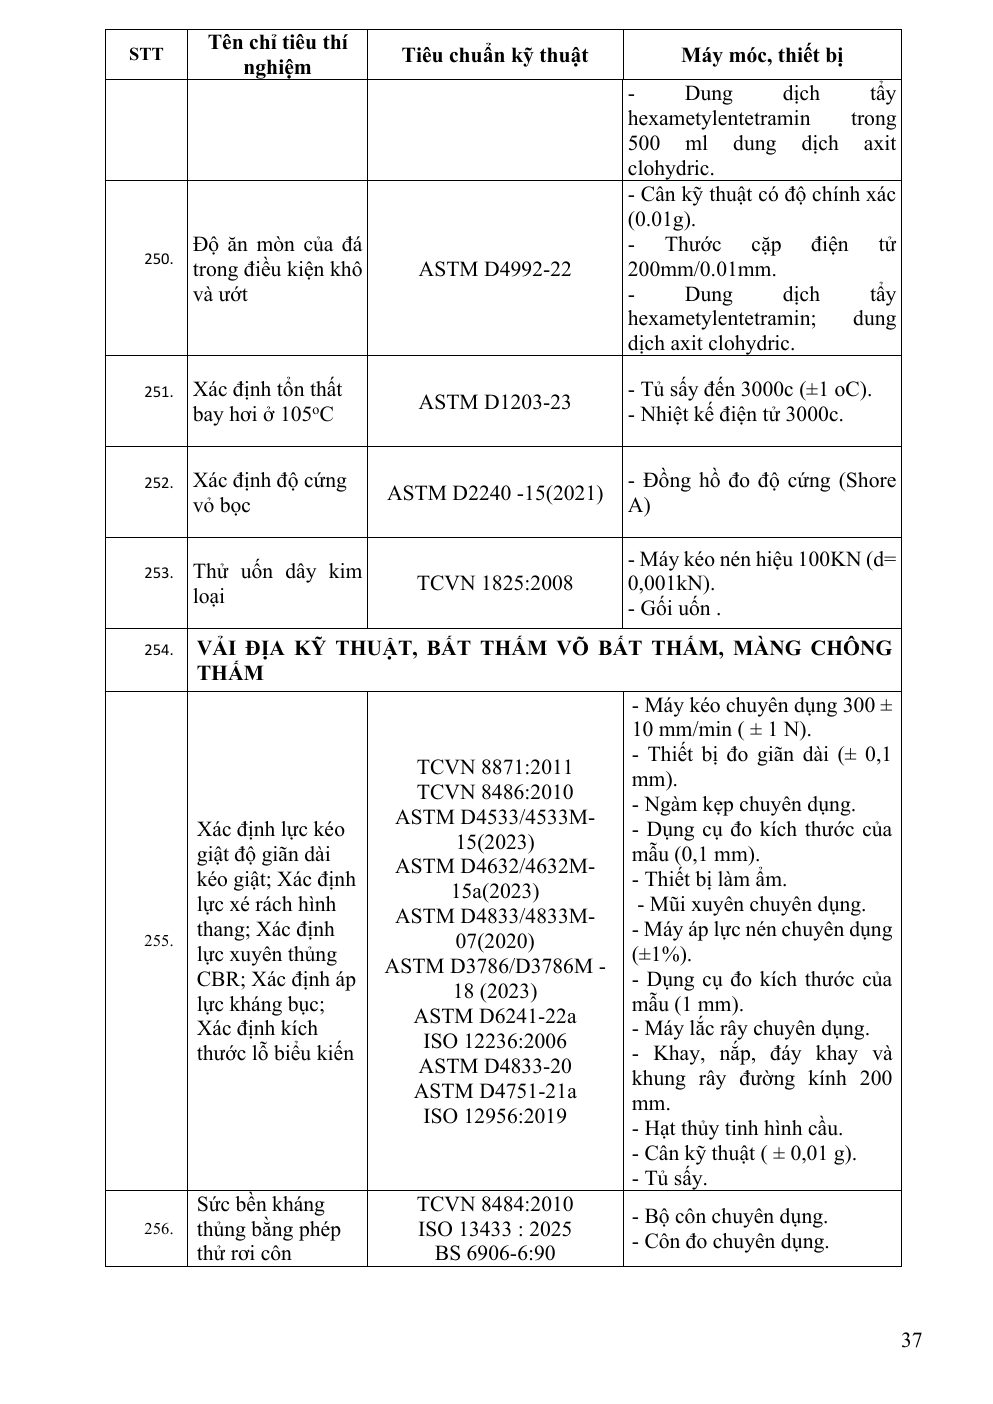 STT
Tên chỉ tiêu thí
nghiệm
Tiêu chuẩn kỹ thuật
Máy móc, thiết bị
- Dung dịch tẩy
hexametylentetramin trong
500 ml dung dịch axit
clohydric.
250.
Độ ăn mòn của đá
trong điều kiện khô
và ướt
ASTM D4992-22
- Cân kỹ thuật có độ chính xác
(0.01g).
- Thước cặp điện tử
200mm/0.01mm.
- Dung dịch tẩy
hexametylentetramin; dung
dịch axit clohydric.
251.
Xác định tổn thất
bay hơi ở 105ºC
ASTM D1203-23
- Tủ sấy đến 3000c (±1 oC).
- Nhiệt kế điện tử 3000c.
252.
Xác định độ cứng
vỏ bọc
ASTM D2240 -15(2021)
- Đồng hồ đo độ cứng (Shore
A)
253.
Thử uốn dây kim
loại
TCVN 1825:2008
- Máy kéo nén hiệu 100KN (d=
0,001kN).
- Gối uốn .
254.
VẢI ĐỊA KỸ THUẬT, BẤT THẤM VÕ BẤT THẤM, MÀNG CHÔNG
THẤM
255.
Xác định lực kéo
giật độ giãn dài
kéo giật; Xác định
lực xé rách hình
thang; Xác định
lực xuyên thủng
CBR; Xác định áp
lực kháng bục;
Xác định kích
thước lỗ biểu kiến
TCVN 8871:2011
TCVN 8486:2010
ASTM D4533/4533M-
15(2023)
ASTM D4632/4632M-
15a(2023)
ASTM D4833/4833M-
07(2020)
ASTM D3786/D3786M -
18 (2023)
ASTM D6241-22a
ISO 12236:2006
ASTM D4833-20
ASTM D4751-21a
ISO 12956:2019
- Máy kéo chuyên dụng 300 ±
10 mm/min ( ± 1 N).
- Thiết bị đo giãn dài (± 0,1
mm).
- Ngàm kẹp chuyên dụng.
- Dụng cụ đo kích thước của
mẫu (0,1 mm).
- Thiết bị làm ẩm.
- Mũi xuyên chuyên dụng.
- Máy áp lực nén chuyên dụng
(±1%).
- Dụng cụ đo kích thước của
mẫu (1 mm).
- Máy lắc rây chuyên dụng.
- Khay, nắp, đáy khay và
khung rây đường kính 200
mm.
- Hạt thủy tinh hình cầu.
- Cân kỹ thuật ( ± 0,01 g).
- Tủ sấy.
256.
Sức bền kháng
thủng bằng phép
thử rơi côn
TCVN 8484:2010
ISO 13433 : 2025
BS 6906-6:90
- Bộ côn chuyên dụng.
- Côn đo chuyên dụng.
37